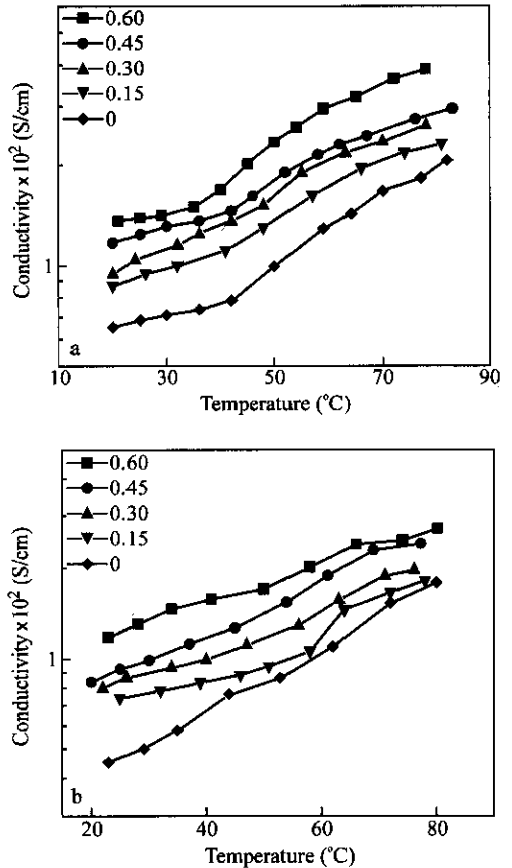 0.60
0.45
0.30
0.15
0
Conductivity x 10² (S/cm)
1
a
10 30 50 70 90
Temperature (°C)
0.60
0.45
0.30
0.15
0
Conductivity x 10² (S/cm)
1
b
20 40 60 80
Temperature (°C)